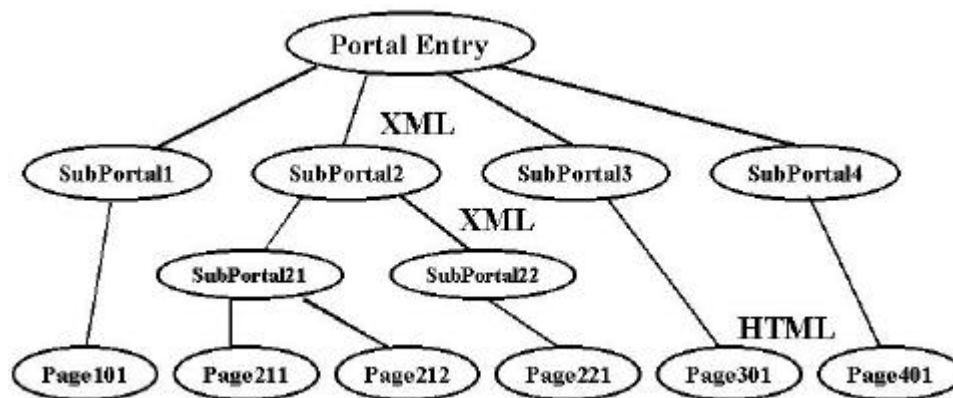 Portal Entry
XML
SubPortal1 SubPortal2 SubPortal3 SubPortal4
XML
SubPortal21 SubPortal22
HTML
Page101 Page211 Page212 Page221 Page301 Page401